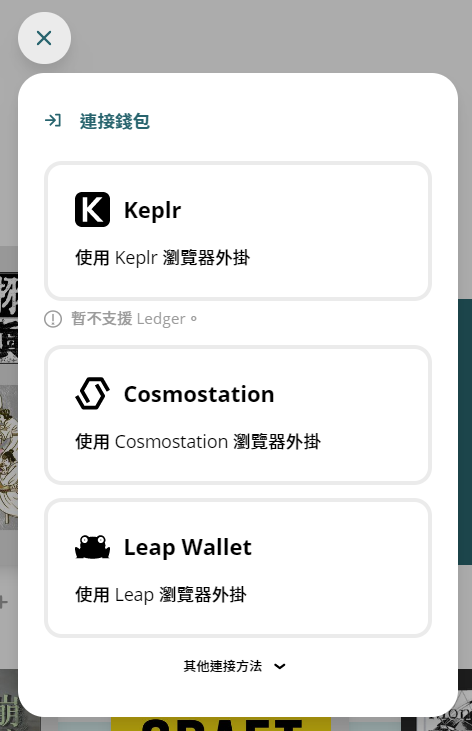 連接錢包
Keplr
使用 Keplr 瀏覽器外掛
暫不支援 Ledger。
Cosmostation
使用 Cosmostation 瀏覽器外掛
Leap Wallet
使用 Leap 瀏覽器外掛
其他連接方法